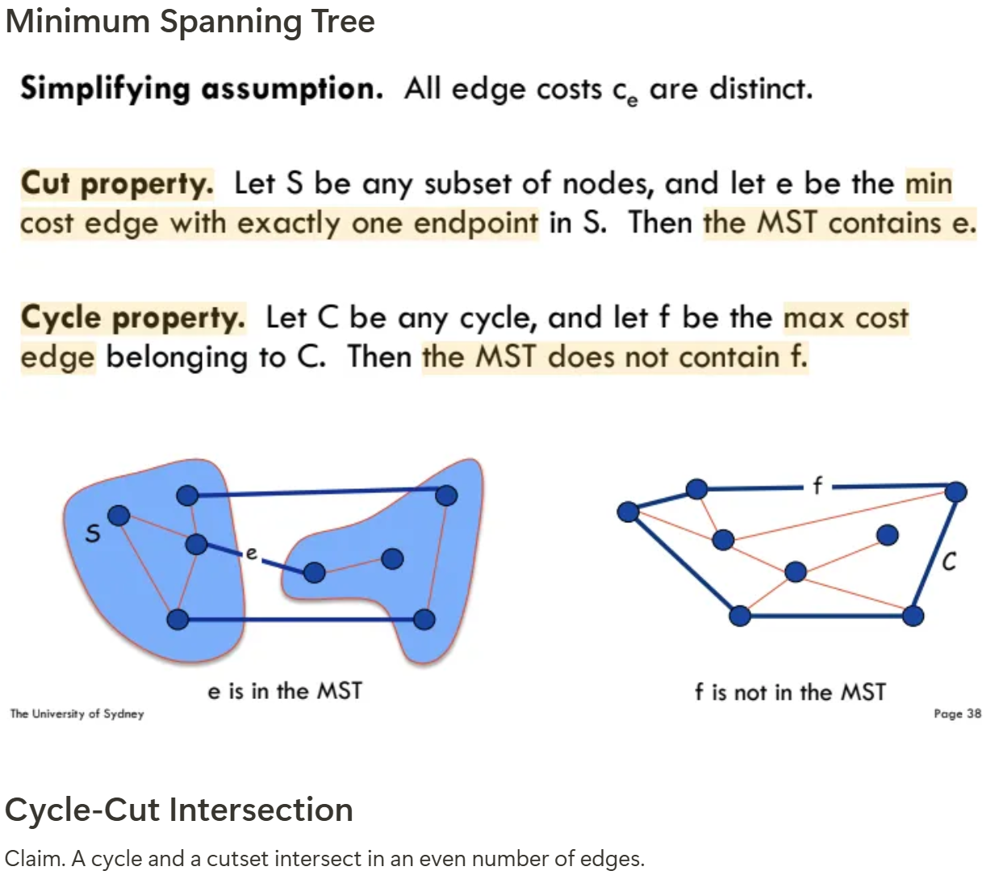 Minimum Spanning Tree
Simplifying assumption. All edge costs cₑ are distinct.
Cut property. Let S be any subset of nodes, and let e be the min
cost edge with exactly one endpoint in S. Then the MST contains e.
Cycle property. Let C be any cycle, and let f be the max cost
edge belonging to C. Then the MST does not contain f.
S
e
f
C
e is in the MST
f is not in the MST
The University of Sydney
Page 38
Cycle-Cut Intersection
Claim. A cycle and a cutset intersect in an even number of edges.